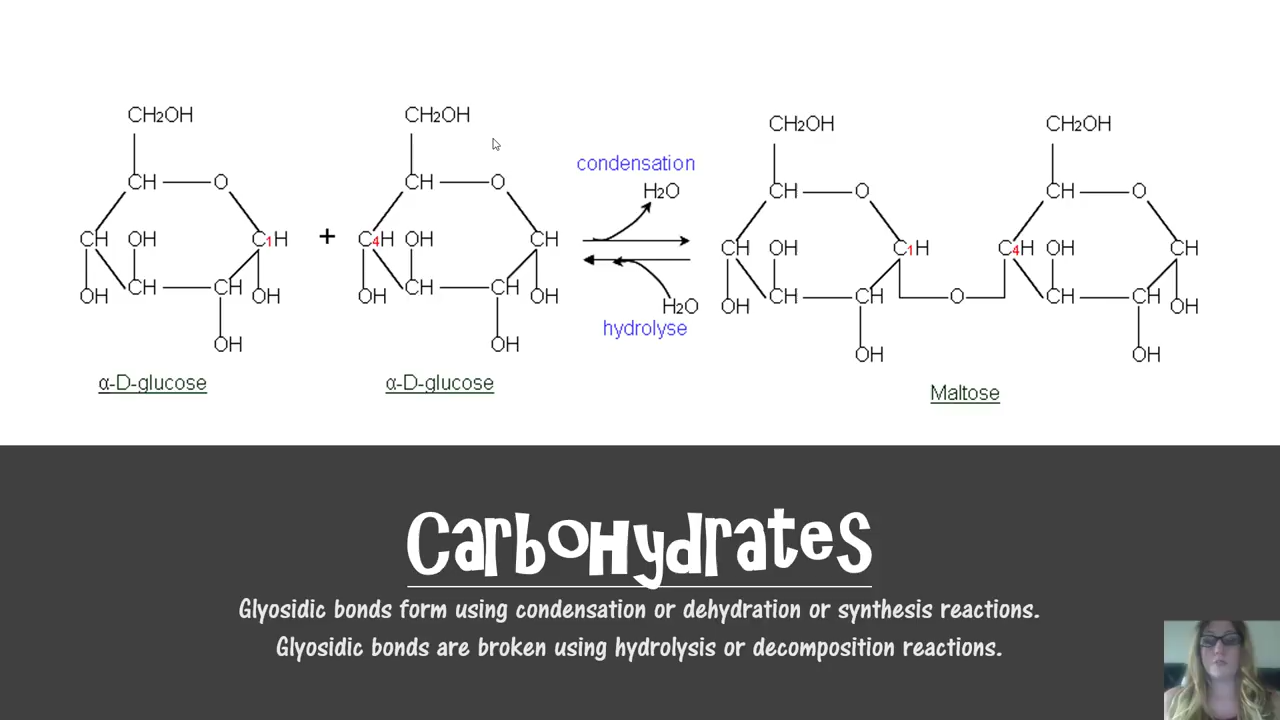 CH2OH CH2OH CH2OH CH2OH
condensation
H2O
CH O CH O CH O CH O
CH OH C1H + C4H OH CH CH OH C1H C4H OH CH
OH CH CH OH OH CH CH OH H2O OH CH CH O CH CH OH
hydrolyse
OH OH OH OH
α-D-glucose α-D-glucose Maltose
Carbohydrates
Glyosidic bonds form using condensation or dehydration or synthesis reactions.
Glyosidic bonds are broken using hydrolysis or decomposition reactions.